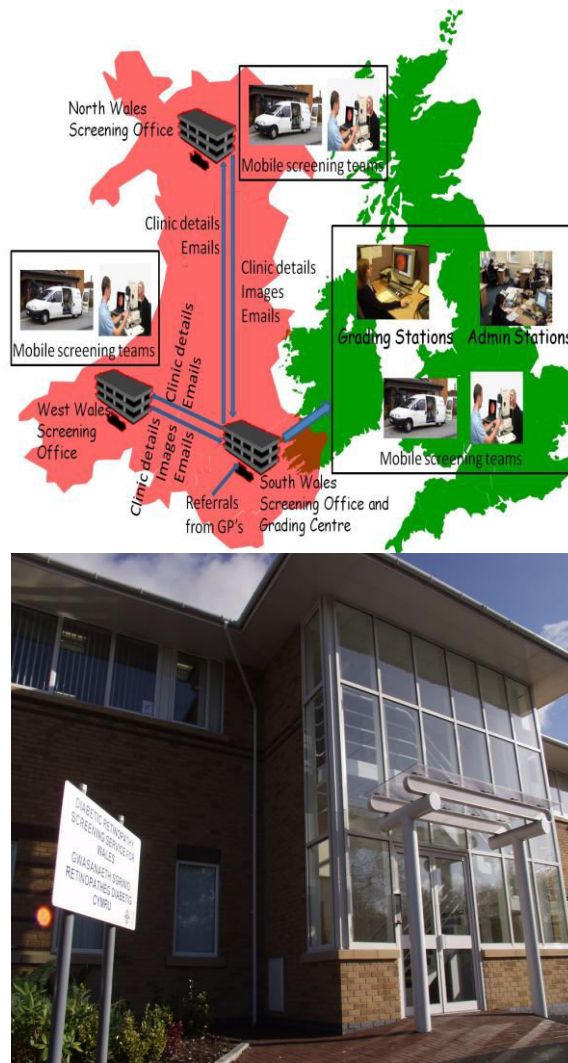 North Wales
Screening Office
Mobile screening teams
Clinic details
Emails
Clinic details
Images
Emails
Mobile screening teams
Grading Stations
Admin Stations
Mobile screening teams
West Wales
Screening
Office
Clinic details
Emails
Clinic details
Images
Emails
Referrals
from GP's
South Wales
Screening Office and
Grading Centre
DIABETIC RETINOPATHY
SCREENING SERVICE FOR
WALES
GWASANAETH SGRINIO
RETINOPATHEG DIABETIG
CYMRU